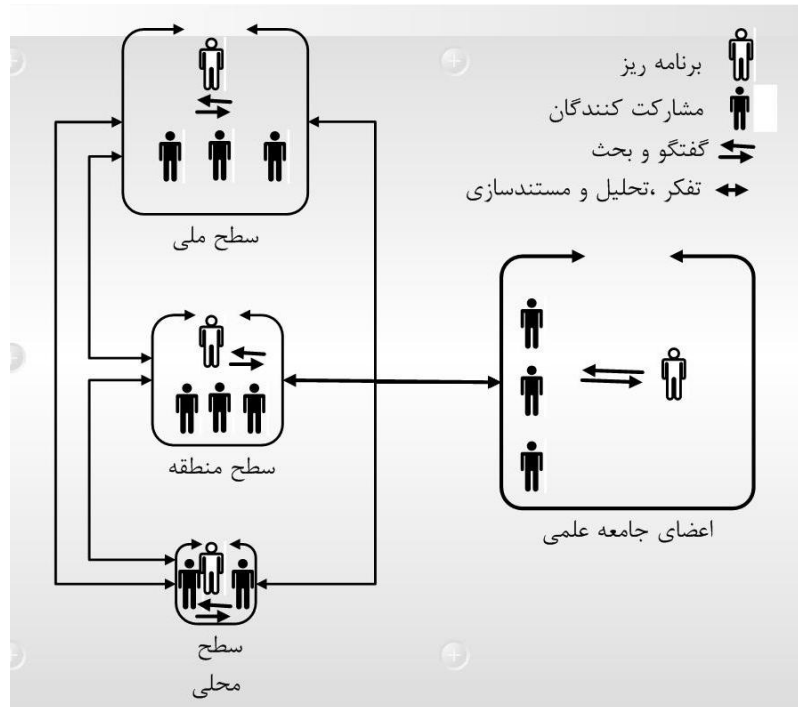 برنامه ریز
مشارکت کنندگان
گفتگو و بحث
تفکر ،تحلیل و مستندسازی
سطح ملی
سطح منطقه
اعضای جامعه علمی
سطح
محلی